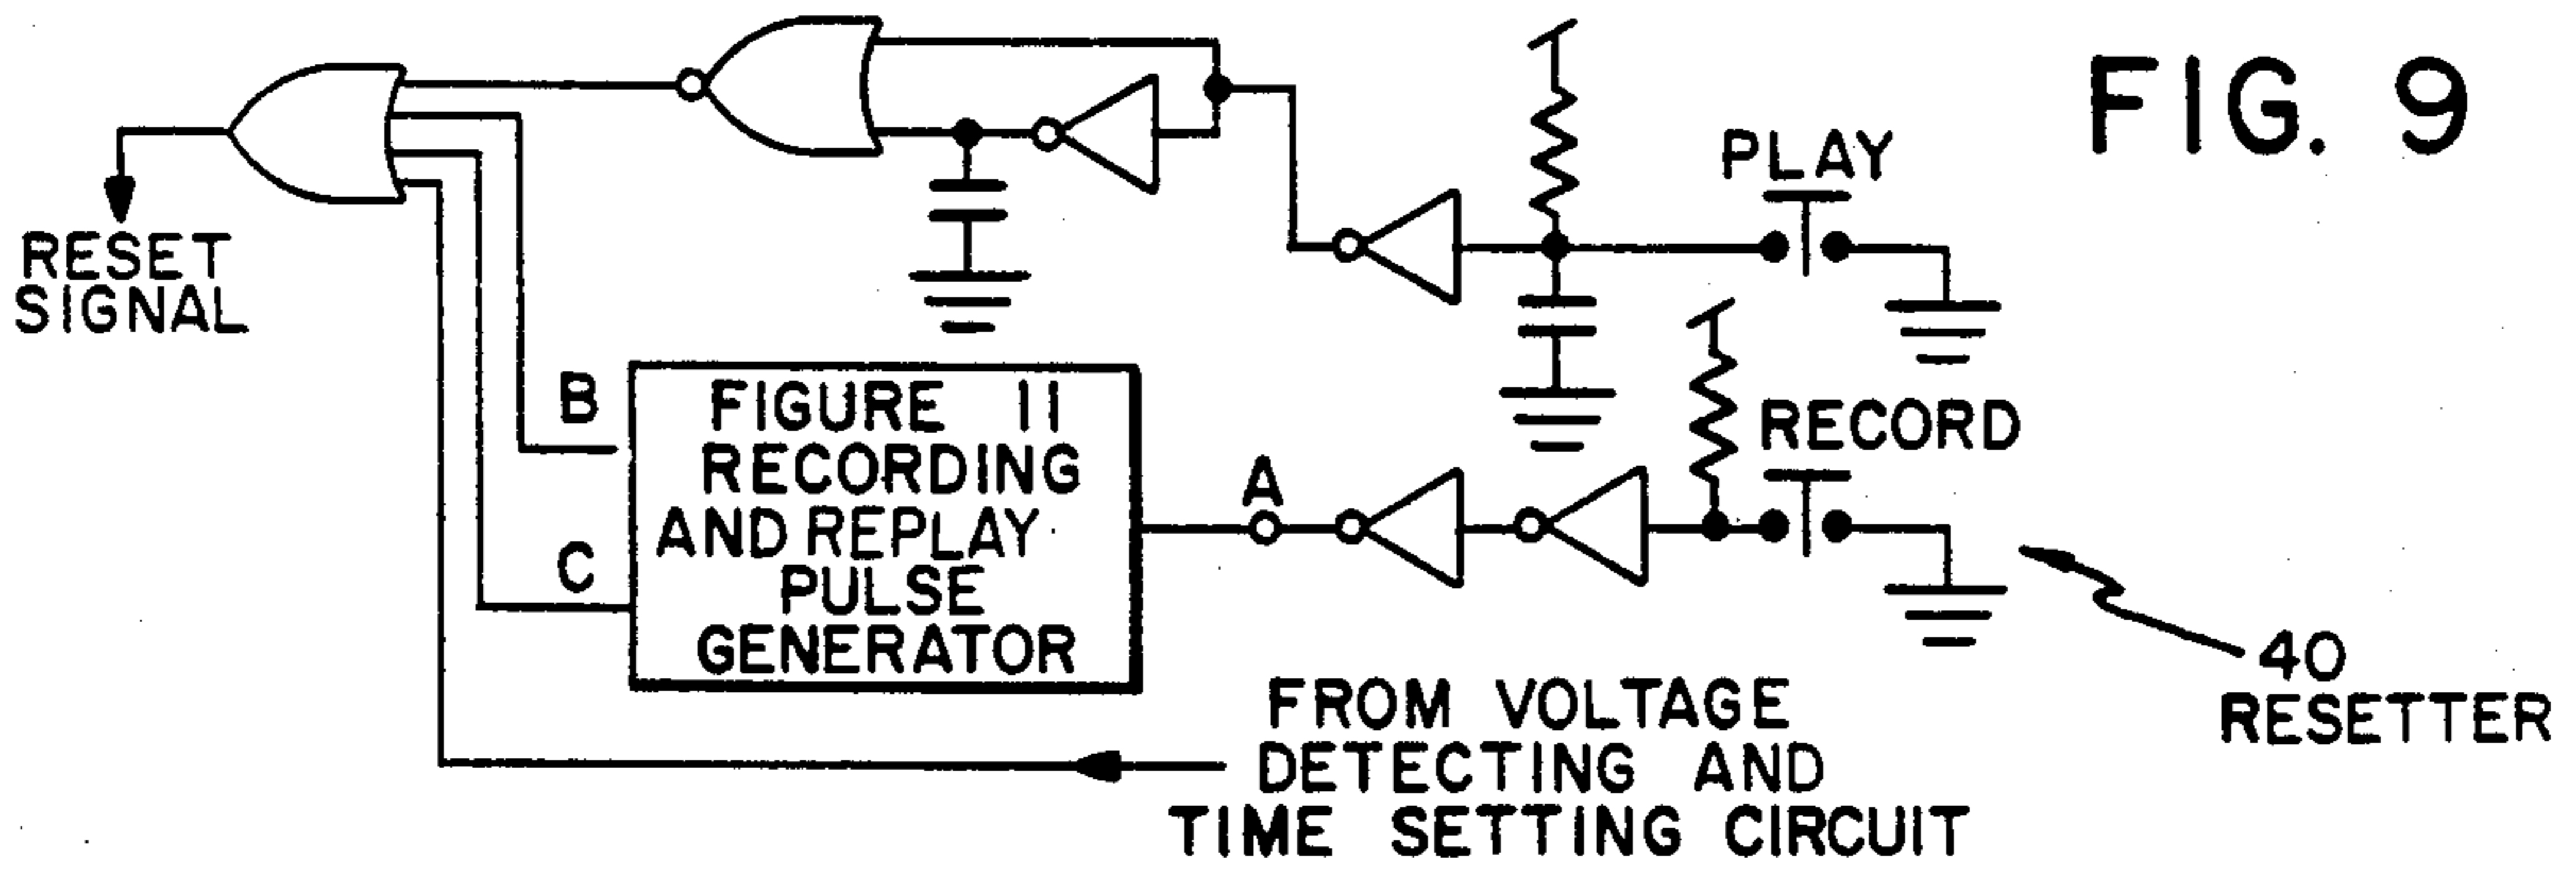 FIG. 9
PLAY
RESET
SIGNAL
B
FIGURE 11
RECORDING
AND REPLAY
PULSE
GENERATOR
C
A
RECORD
40
RESETTER
FROM VOLTAGE
DETECTING AND
TIME SETTING CIRCUIT